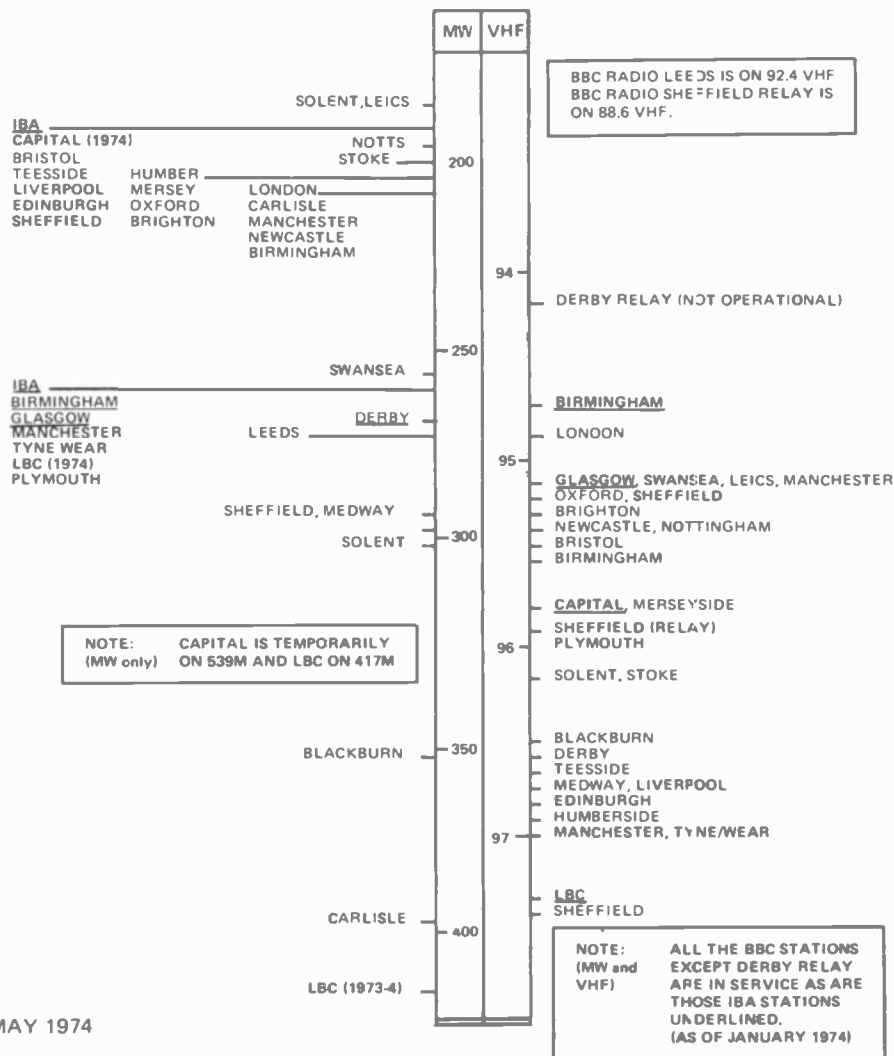 MW VHF
BBC RADIO LEEDS IS ON 92.4 VHF
BBC RADIO SHEFFIELD RELAY IS
ON 88.6 VHF.
SOLENT, LEICS
IBA
CAPITAL (1974)
BRISTOL
TEESSIDE HUMBER
LIVERPOOL MERSEY LONDON
EDINBURGH OXFORD CARLISLE
SHEFFIELD BRIGHTON MANCHESTER
NEWCASTLE
BIRMINGHAM
NOTTS
STOKE
200
94
DERBY RELAY (NOT OPERATIONAL)
250
SWANSEA
IBA
BIRMINGHAM
GLASGOW
MANCHESTER
TYNE WEAR
LBC (1974)
PLYMOUTH
DERBY
LEEDS
BIRMINGHAM
LONDON
95
GLASGOW, SWANSEA, LEICS, MANCHESTER
OXFORD, SHEFFIELD
BRIGHTON
NEWCASTLE, NOTTINGHAM
BRISTOL
BIRMINGHAM
SHEFFIELD, MEDWAY
300
SOLENT
CAPITAL, MERSEYSIDE
SHEFFIELD (RELAY)
96
PLYMOUTH
SOLENT, STOKE
NOTE: CAPITAL IS TEMPORARILY
(MW only) ON 539M AND LBC ON 417M
BLACKBURN
350
BLACKBURN
DERBY
TEESSIDE
MEDWAY, LIVERPOOL
EDINBURGH
HUMBERSIDE
97
MANCHESTER, TYNE/WEAR
LBC
SHEFFIELD
CARLISLE
400
LBC (1973-4)
NOTE: ALL THE BBC STATIONS
(MW and EXCEPT DERBY RELAY
VHF) ARE IN SERVICE AS ARE
THOSE IBA STATIONS
UNDERLINED.
(AS OF JANUARY 1974)
MAY 1974